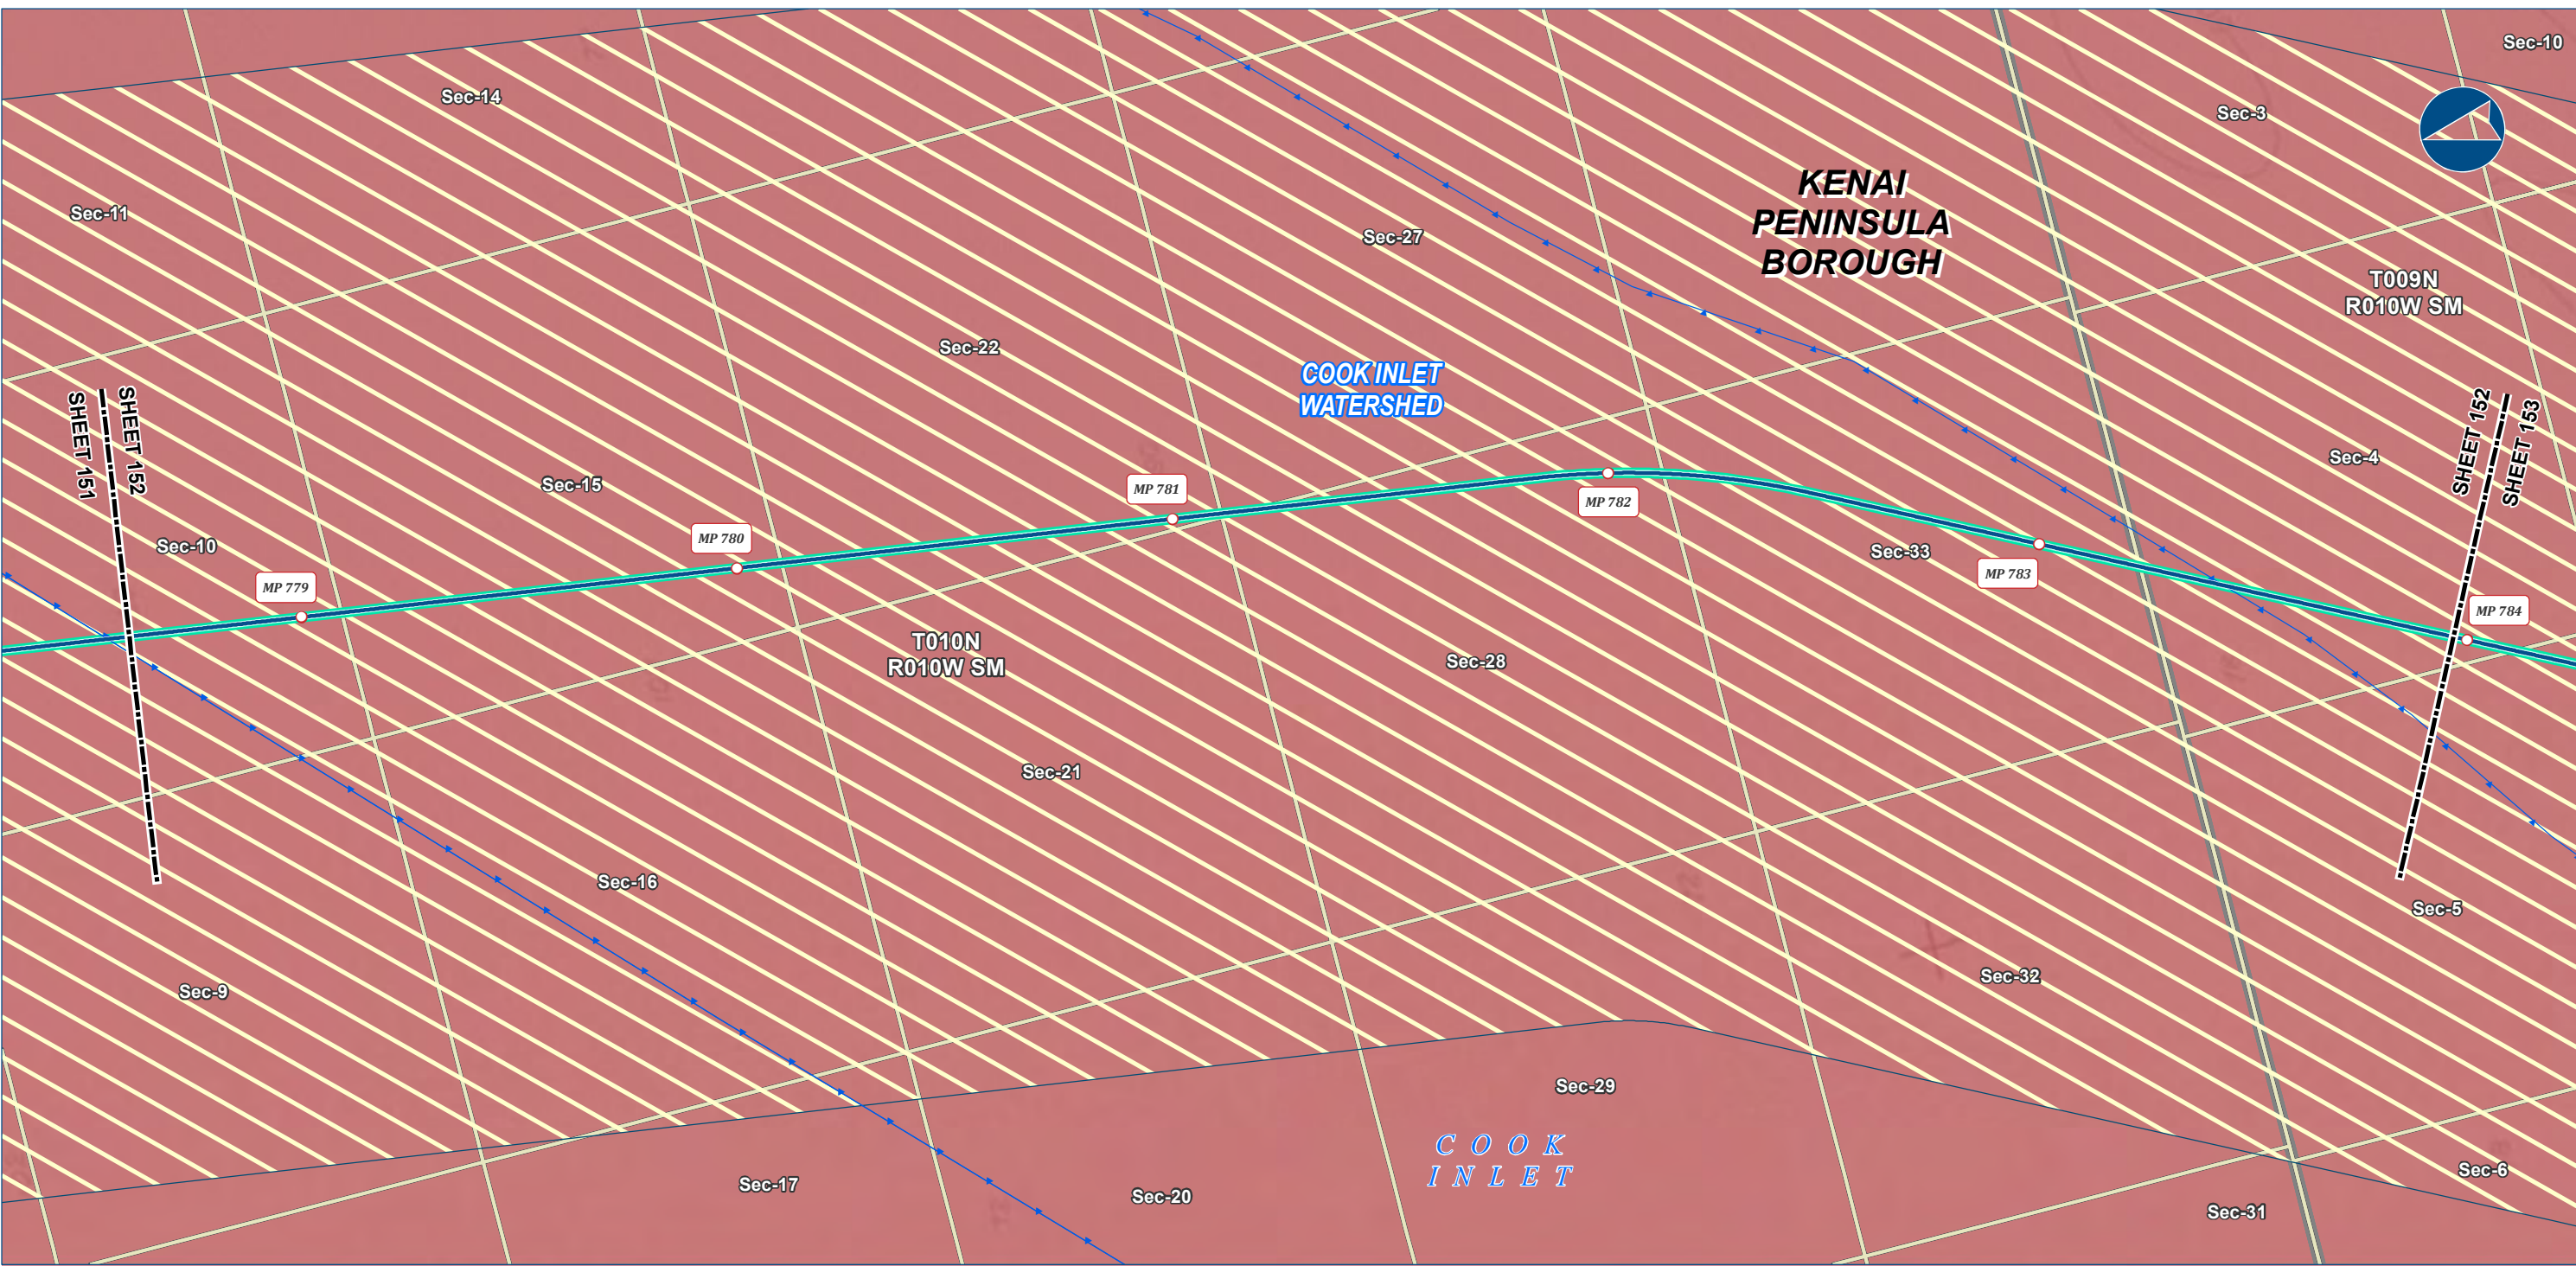 Sec-10
Sec-14
Sec-3
Sec-11
KENAI
PENINSULA
BOROUGH
Sec-27
T009N
R010W SM
Sec-22
COOK INLET
WATERSHED
SHEET 151
SHEET 152
SHEET 152
SHEET 153
Sec-4
Sec-15
MP 781
MP 782
Sec-10
MP 780
Sec-33
MP 779
MP 783
MP 784
T010N
R010W SM
Sec-28
Sec-21
Sec-16
Sec-5
Sec-9
Sec-32
Sec-29
COOK
INLET
Sec-17
Sec-20
Sec-6
Sec-31